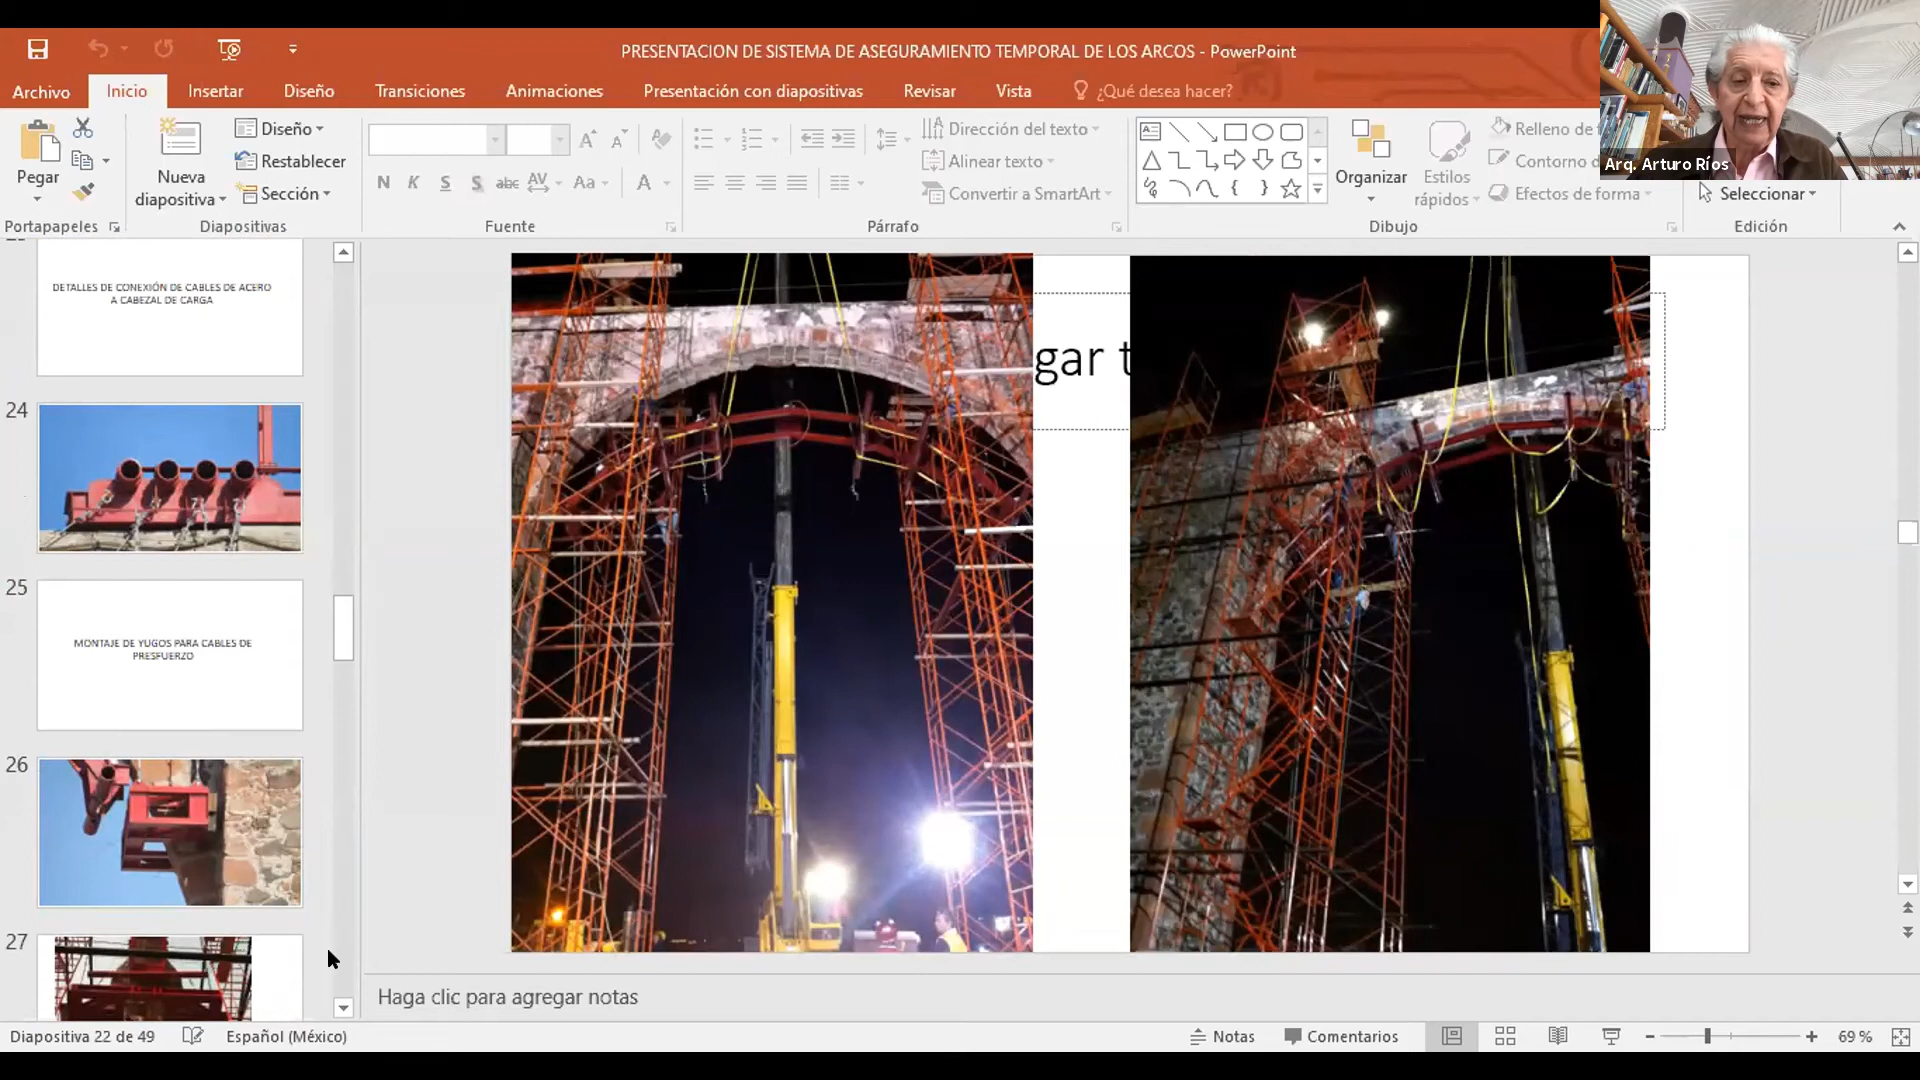 PRESENTACION DE SISTEMA DE ASEGURAMIENTO TEMPORAL DE LOS ARCOS - PowerPoint
Archivo Inicio Insertar Diseño Transiciones Animaciones Presentación con diapositivas Revisar Vista ¿Qué desea hacer?
Pegar
Nueva diapositiva
Diseño
Restablecer
Sección
N K S S abc AV Aa A
Dirección del texto
Alinear texto
Convertir a SmartArt
Organizar
Estilos rápidos
Relleno de
Contorno
Efectos de forma
Seleccionar
Arq. Arturo Ríos
Portapapeles Diapositivas Fuente Párrafo Dibujo Edición
DETALLES DE CONEXIÓN DE CABLES DE ACERO
A CABEZAL DE CARGA
24
25
MONTAJE DE YUGOS PARA CABLES DE
PRESFUERZO
26
27
gar t
Haga clic para agregar notas
Diapositiva 22 de 49 Español (México) Notas Comentarios 69 %